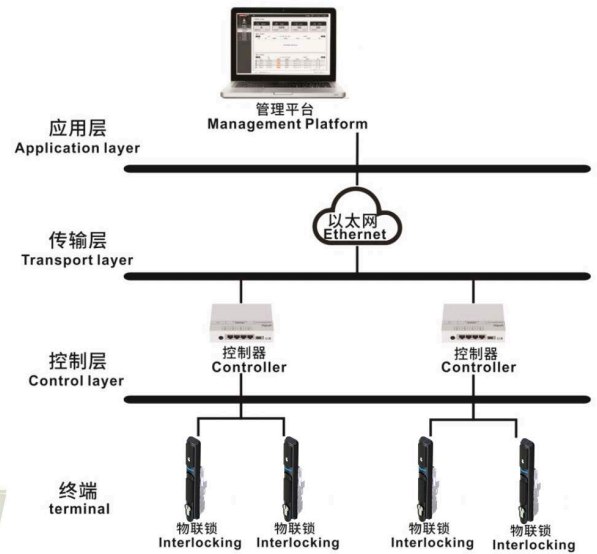 管理平台
Management Platform
应用层
Application layer
以太网
Ethernet
传输层
Transport layer
控制器
Controller
控制器
Controller
控制层
Control layer
终端
terminal
物联锁
Interlocking
物联锁
Interlocking
物联锁
Interlocking
物联锁
Interlocking